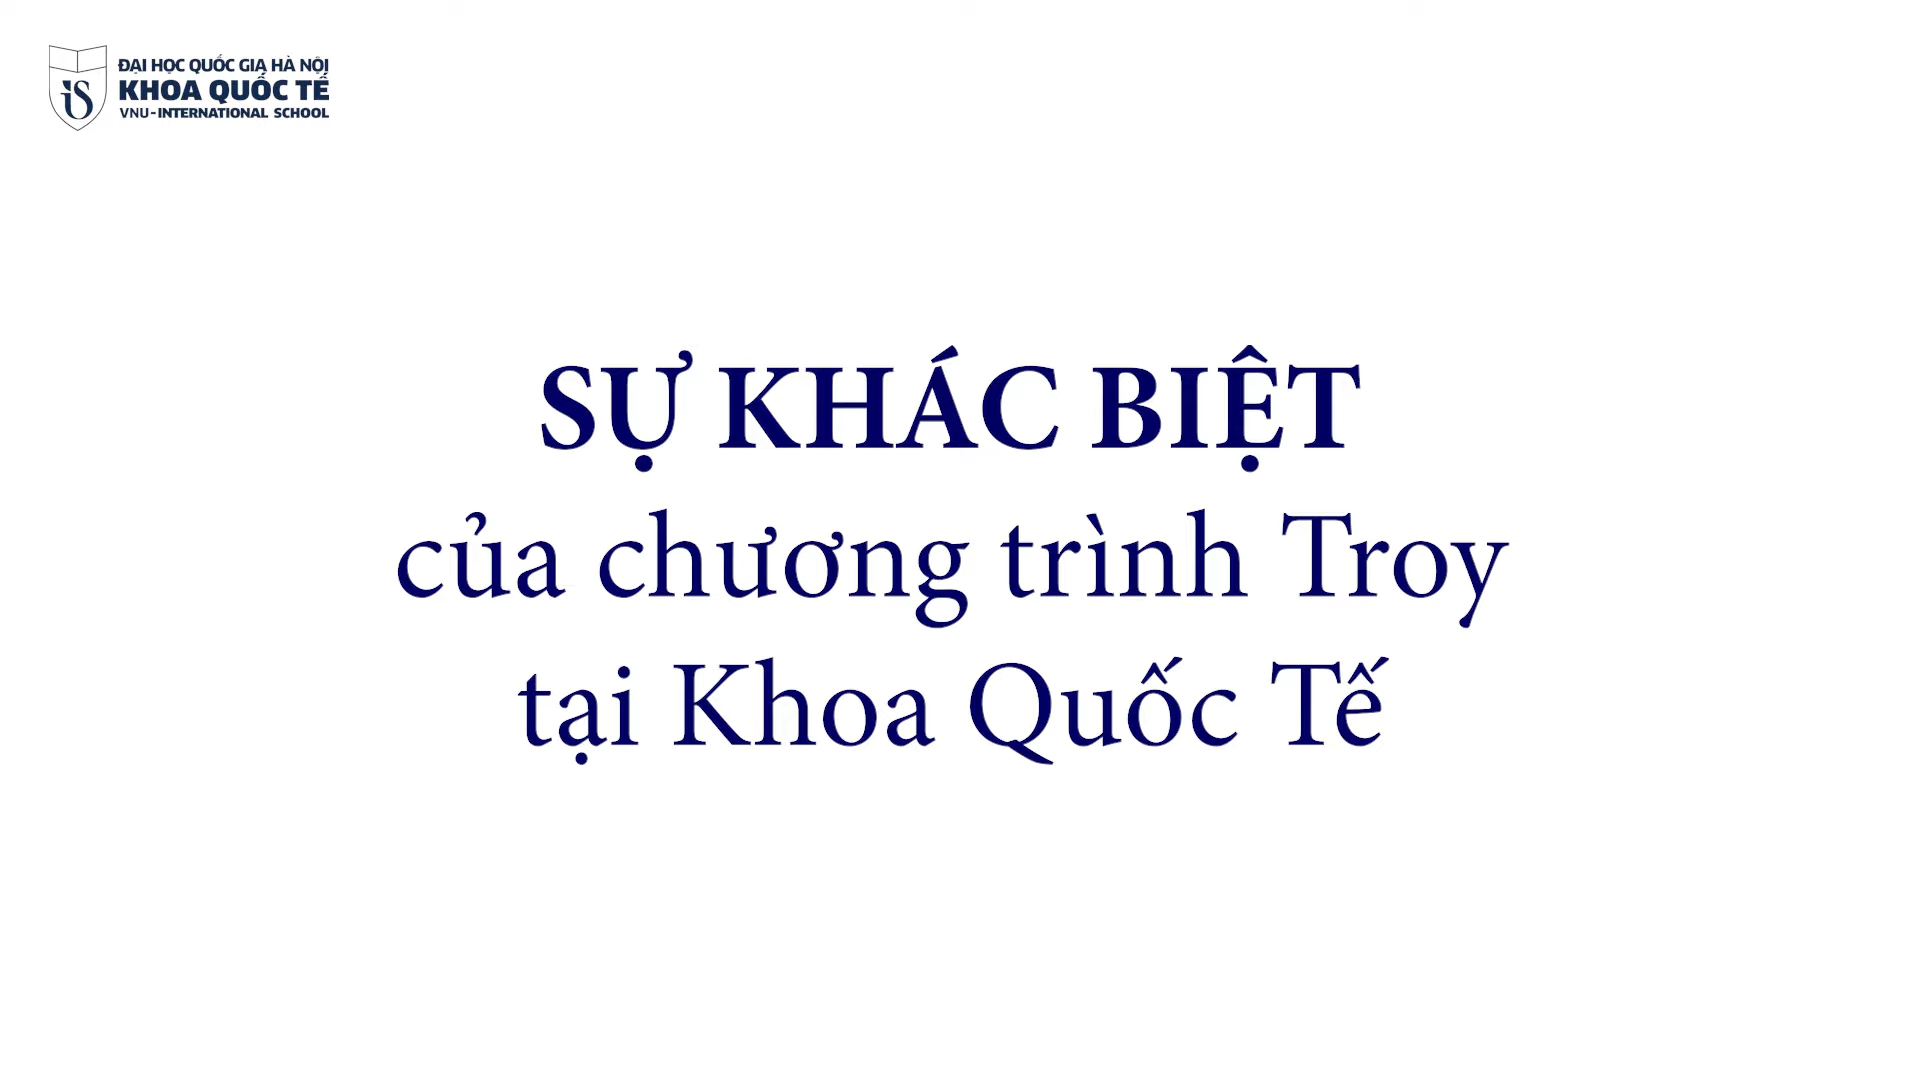 ĐẠI HỌC QUỐC GIA HÀ NỘI
KHOA QUỐC TẾ
VNU-INTERNATIONAL SCHOOL
iS
SỰ KHÁC BIỆT
của chương trình Troy
tại Khoa Quốc Tế